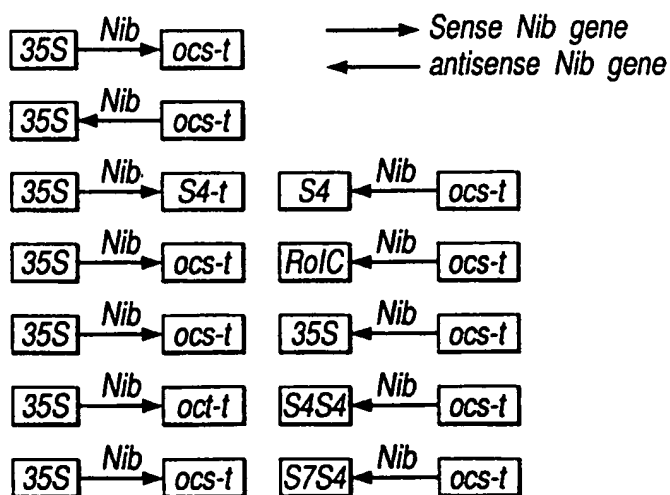 35S Nib ocs-t → Sense Nib gene
35S Nib ocs-t ← antisense Nib gene
35S Nib S4-t S4 Nib ocs-t
35S Nib ocs-t RolC Nib ocs-t
35S Nib ocs-t 35S Nib ocs-t
35S Nib oct-t S4S4 Nib ocs-t
35S Nib ocs-t S7S4 Nib ocs-t